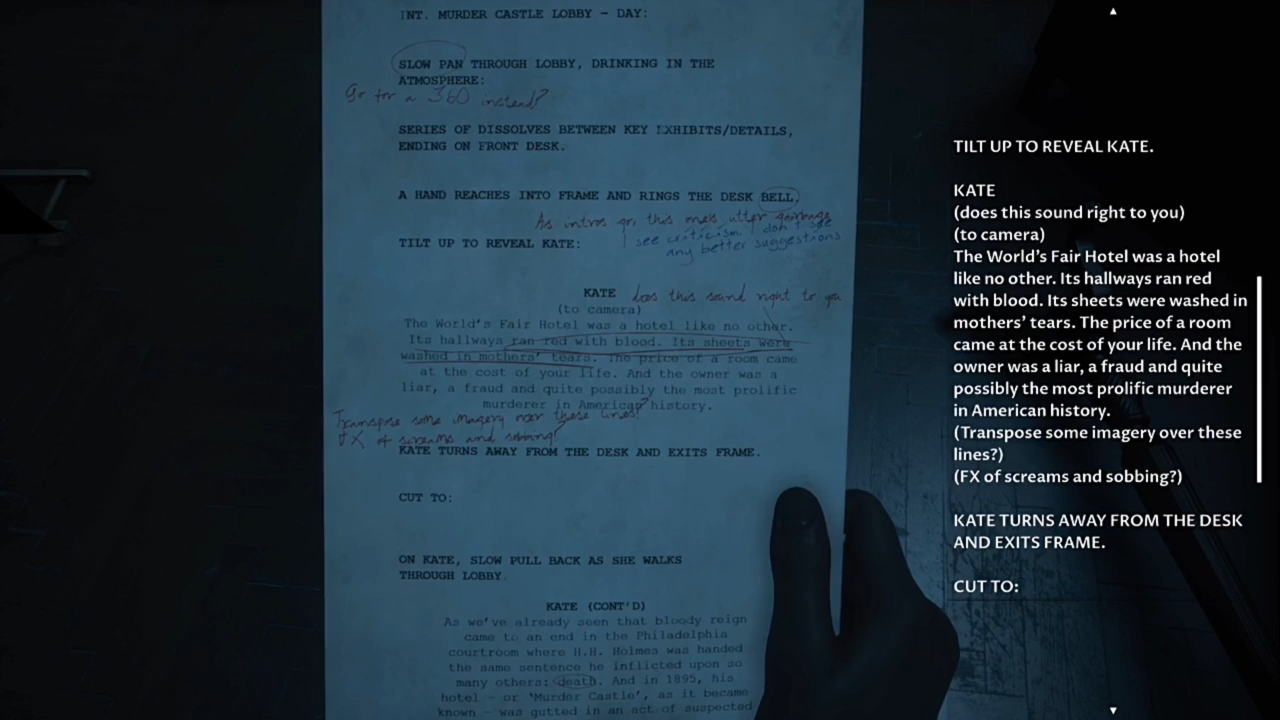 INT. MURDER CASTLE LOBBY – DAY:
SLOW PAN THROUGH LOBBY, DRINKING IN THE
ATMOSPHERE:
Go for a 360 instead?
SERIES OF DISSOLVES BETWEEN KEY EXHIBITS/DETAILS,
ENDING ON FRONT DESK.
A HAND REACHES INTO FRAME AND RINGS THE DESK BELL.
As intros go, this one's utter garbage
I see criticism I don't see
any better suggestions
TILT UP TO REVEAL KATE:
KATE does this sound right to you
(to camera)
The World's Fair Hotel was a hotel like no other.
Its hallways ran red with blood. Its sheets were
washed in mothers' tears. The price of a room came
at the cost of your life. And the owner was a
liar, a fraud and quite possibly the most prolific
murderer in American history.
Transpose some imagery over these lines?
FX of screams and sobbing?
KATE TURNS AWAY FROM THE DESK AND EXITS FRAME.
CUT TO:
ON KATE, SLOW PULL BACK AS SHE WALKS
THROUGH LOBBY.
KATE (CONT'D)
As we've already seen that bloody reign
came to an end in the Philadelphia
courtroom where H.H. Holmes was handed
the same sentence he inflicted upon so
many others: death. And in 1895, his
hotel – or 'Murder Castle', as it became
known – was gutted in an act of suspected
TILT UP TO REVEAL KATE.
KATE
(does this sound right to you)
(to camera)
The World's Fair Hotel was a hotel
like no other. Its hallways ran red
with blood. Its sheets were washed in
mothers' tears. The price of a room
came at the cost of your life. And the
owner was a liar, a fraud and quite
possibly the most prolific murderer
in American history.
(Transpose some imagery over these
lines?)
(FX of screams and sobbing?)
KATE TURNS AWAY FROM THE DESK
AND EXITS FRAME.
CUT TO: